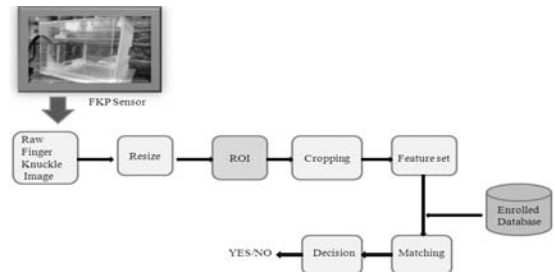 FKP Sensor
Raw
Finger
Knuckle
Image
Resize
ROI
Cropping
Feature set
Enrolled
Database
YES/NO
Decision
Matching